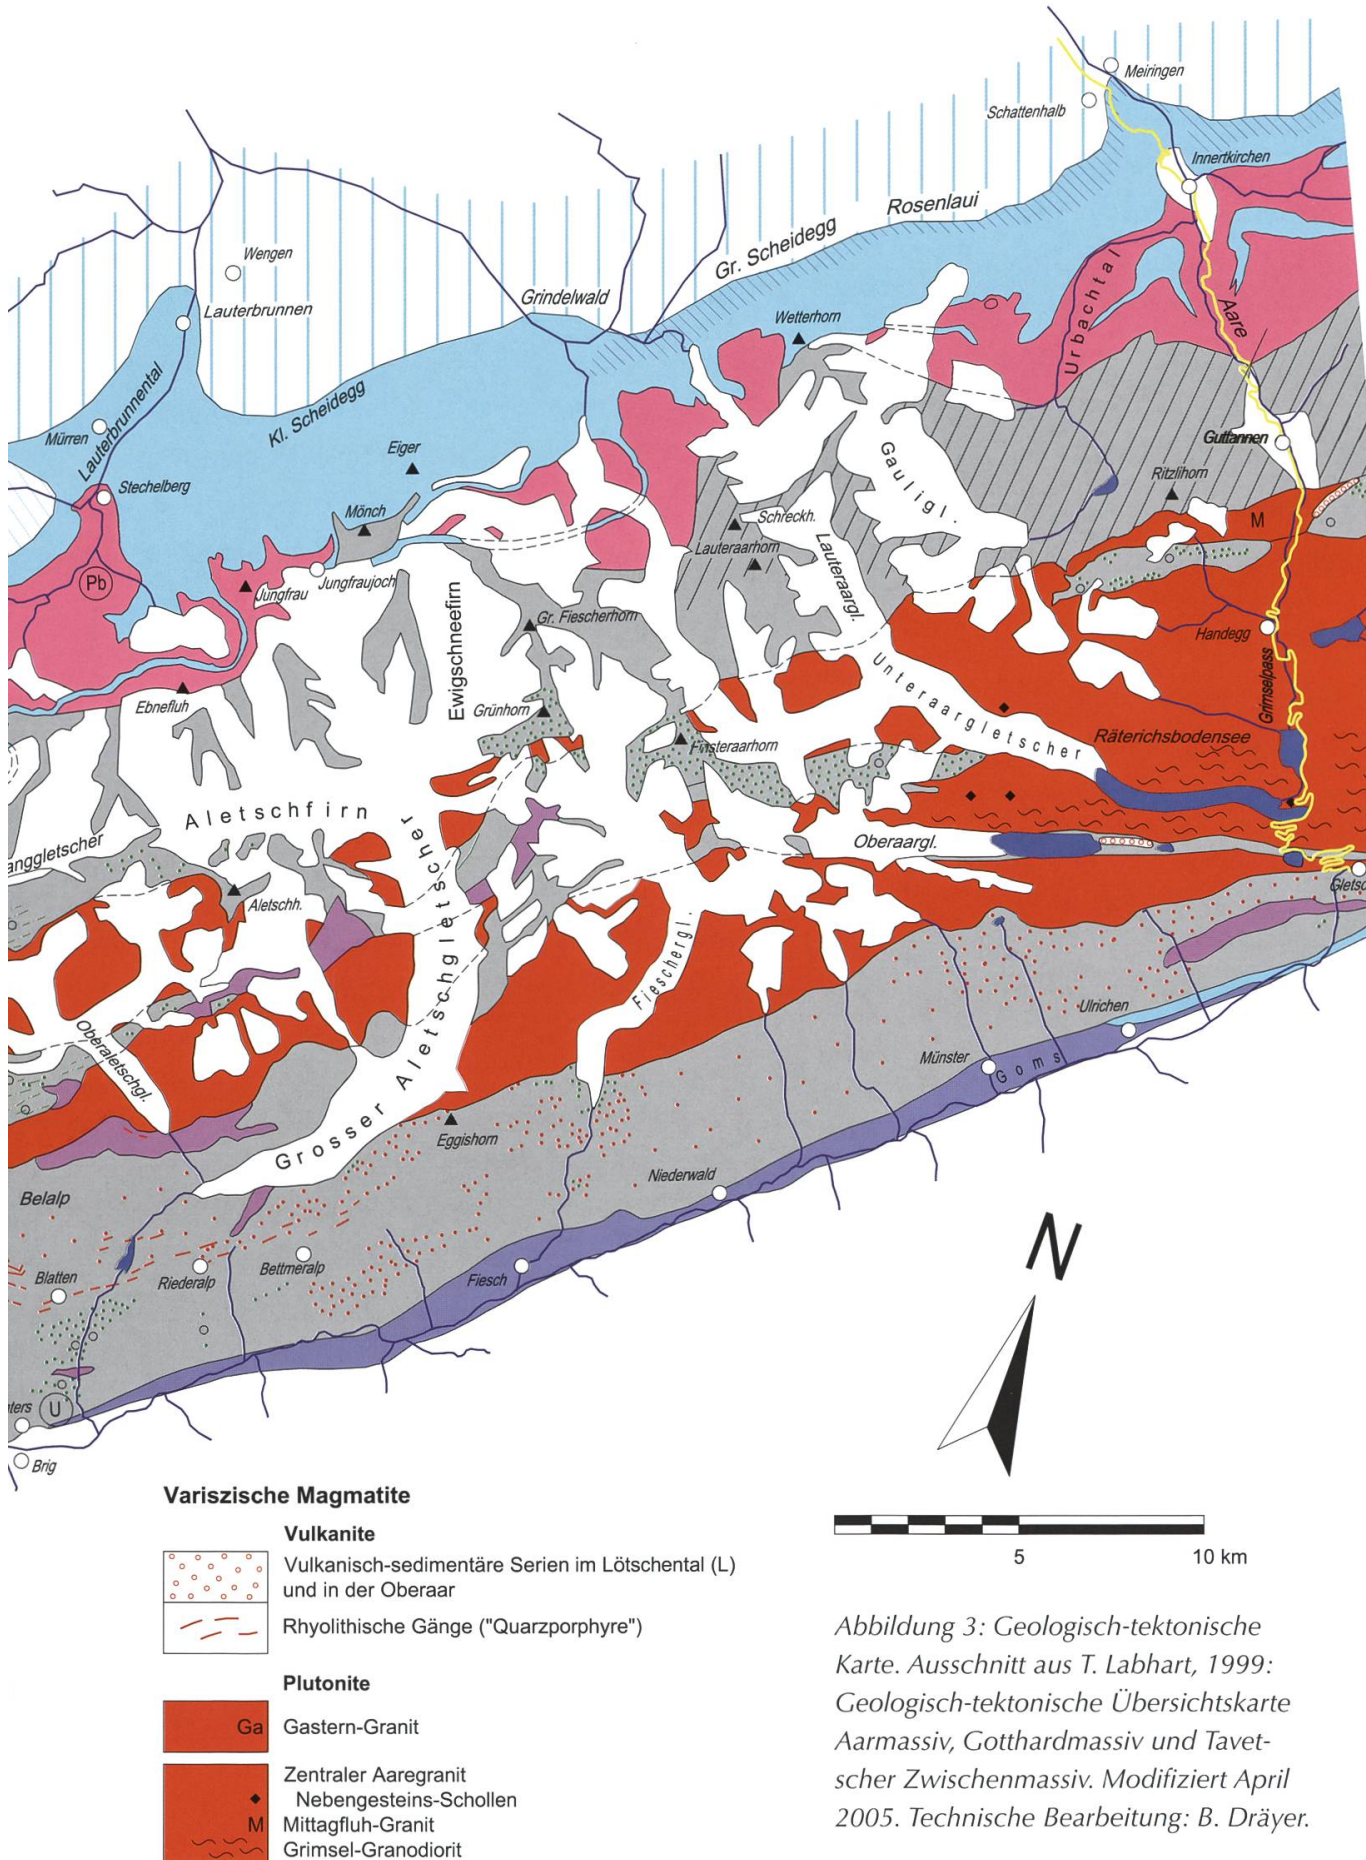 Meiringen
Schattenhalb
Innertkirchen
Rosenlaui
Gr. Scheidegg
Wengen
Lauterbrunnen
Grindelwald
Wetterhorn
Urbachtal
Aare
Lauterbrunnental
Kl. Scheidegg
Mürren
Eiger
Gauligl.
Guttannen
Stechelberg
Ritzlihorn
Mönch
Schreckh.
M
Lauteraarhorn
Lauteraargl.
Pb
Jungfrau
Jungfraujoch
Ewigschneefirn
Gr. Fiescherhorn
Handegg
Grimselpass
Unteraargletscher
Ebnefluh
Grünhorn
Finsteraarhorn
Räterichsbodensee
Aletschfirn
anggletscher
Oberaargl.
Gletsc
Aletschh.
Grosser Aletschgletscher
Fieschergl.
Oberaletschgl.
Ulrichen
Münster
Goms
Eggishorn
Niederwald
Belalp
Blatten
Riederalp
Bettmeralp
Fiesch
aters
U
Brig
N
Variszische Magmatite
Vulkanite
Vulkanisch-sedimentäre Serien im Lötschental (L)
und in der Oberaar
Rhyolithische Gänge ("Quarzporphyre")
Plutonite
Ga Gastern-Granit
Zentraler Aaregranit
Nebengesteins-Schollen
M Mittagfluh-Granit
Grimsel-Granodiorit
5 10 km
Abbildung 3: Geologisch-tektonische
Karte. Ausschnitt aus T. Labhart, 1999:
Geologisch-tektonische Übersichtskarte
Aarmassiv, Gotthardmassiv und Tavet-
scher Zwischenmassiv. Modifiziert April
2005. Technische Bearbeitung: B. Dräyer.